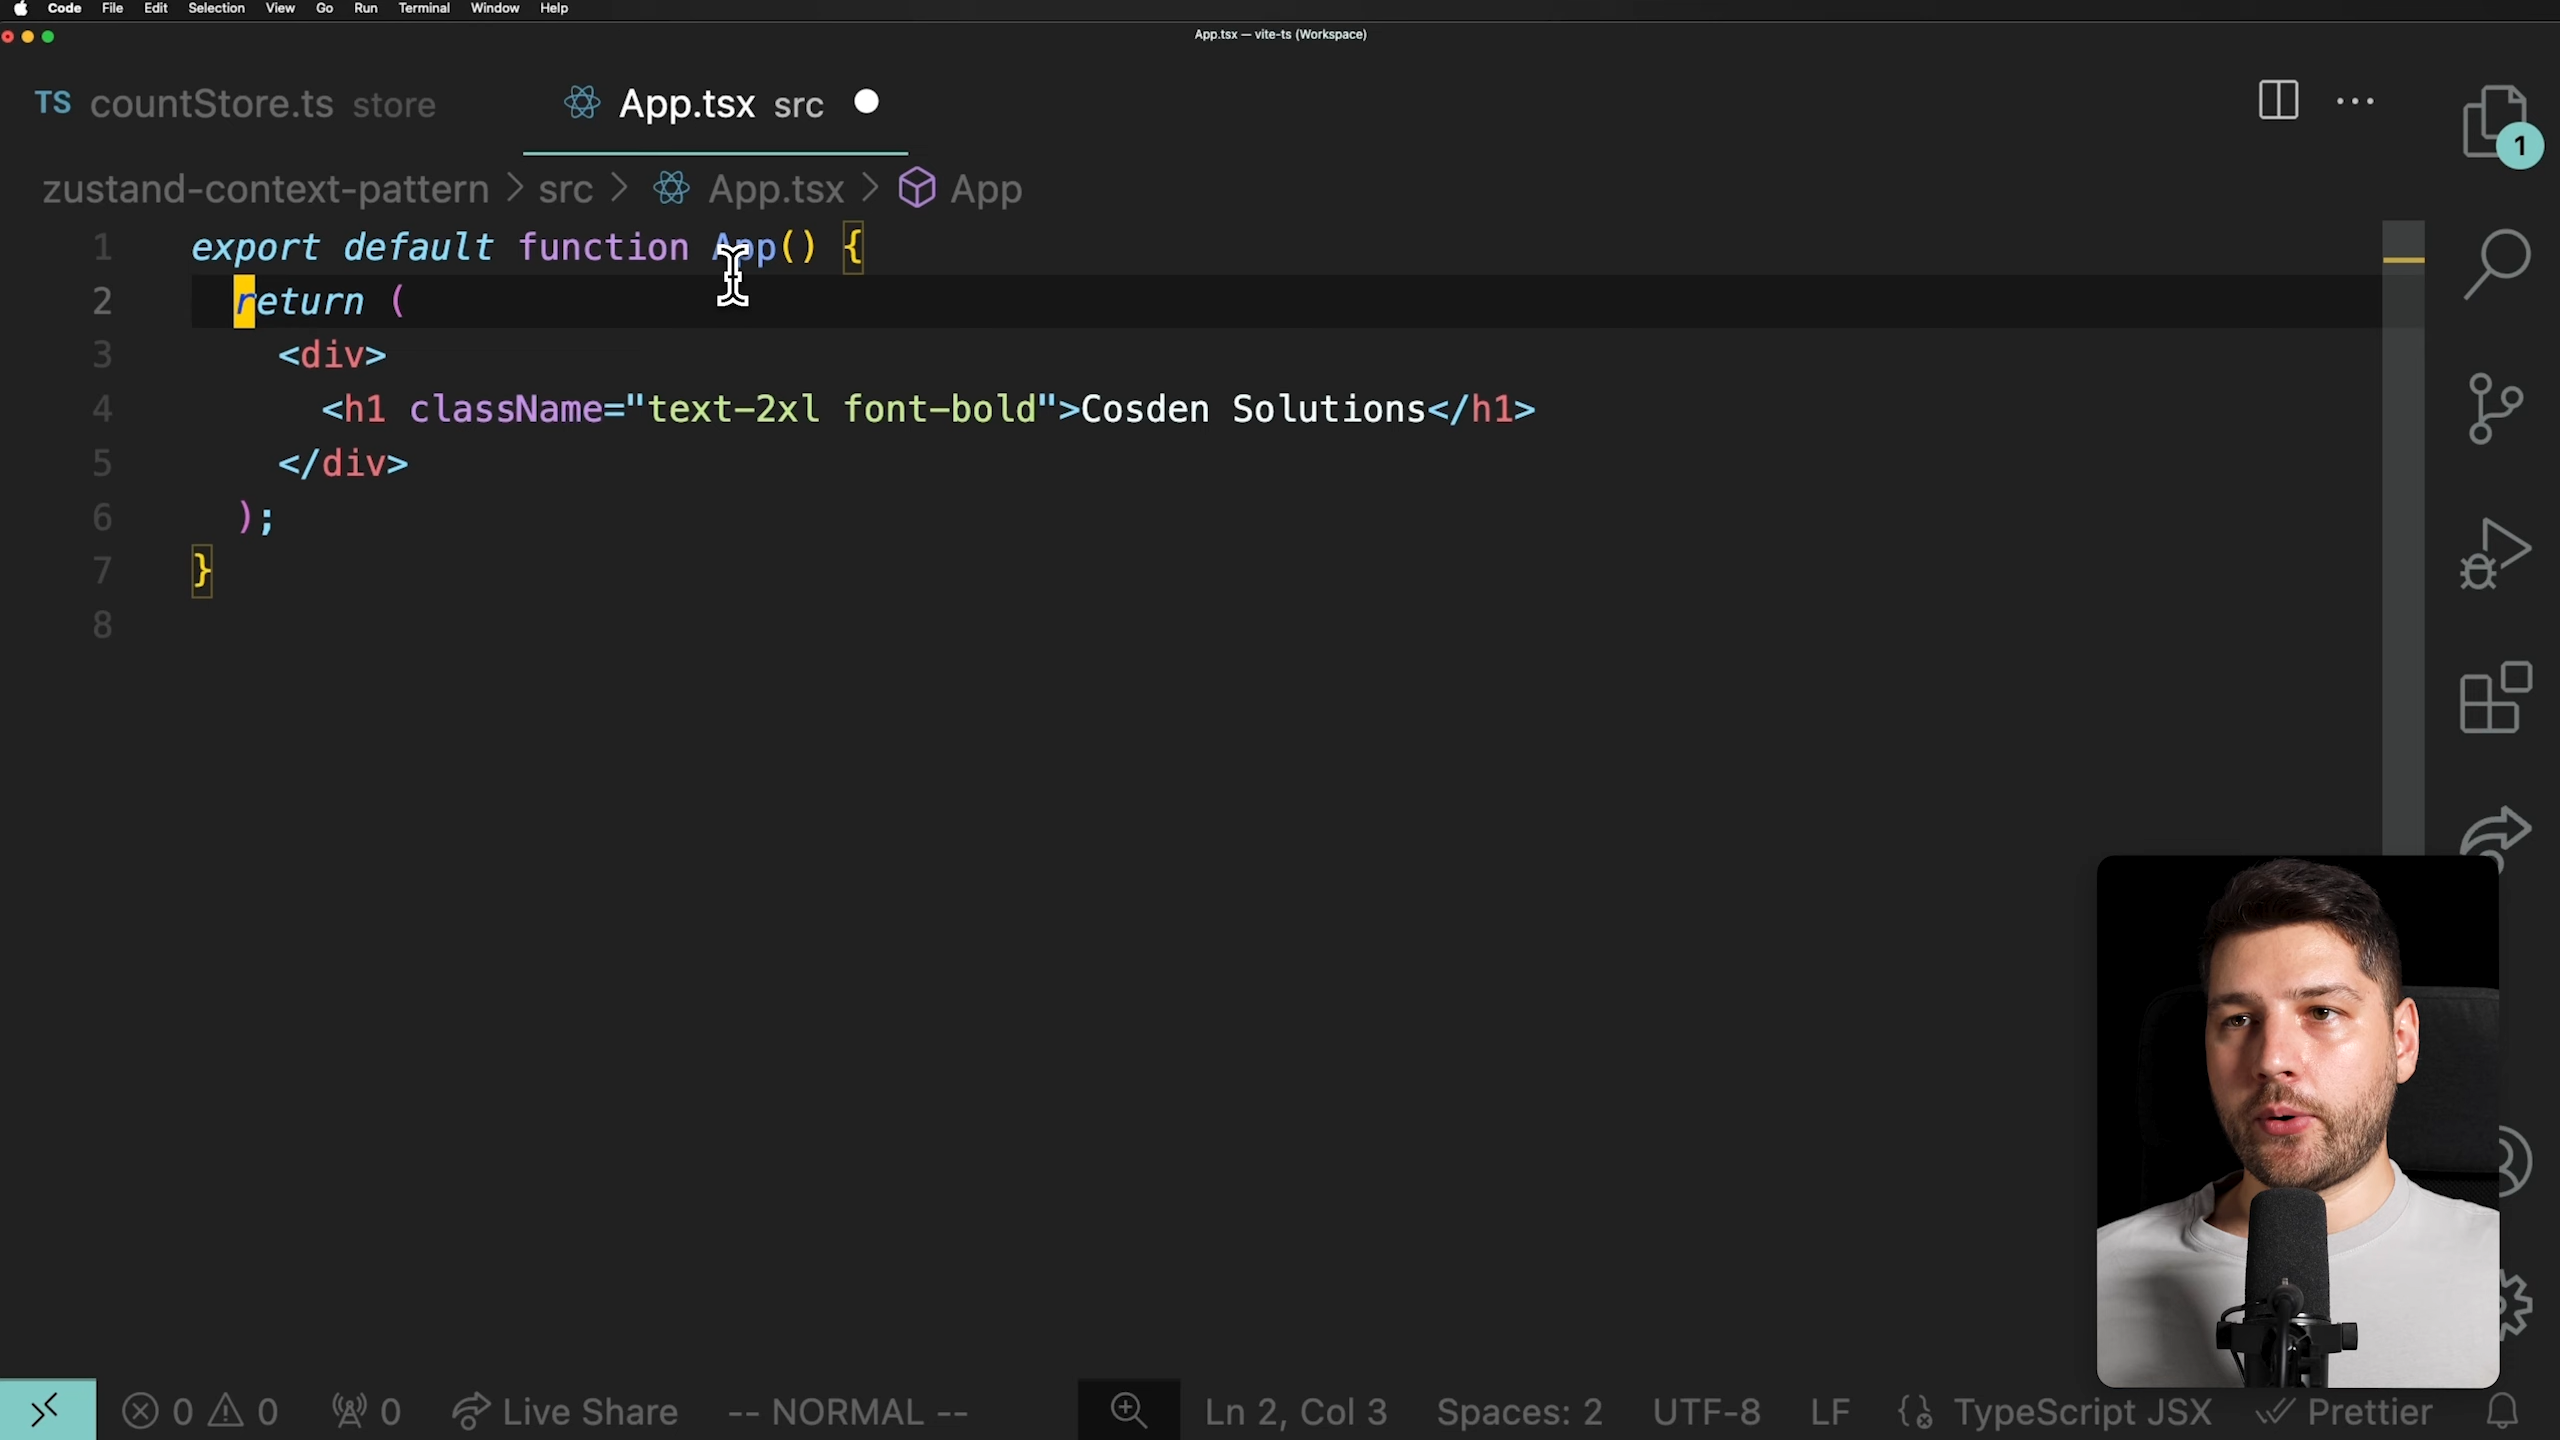 Code File Edit Selection View Go Run Terminal Window Help
App.tsx — vite-ts (Workspace)
TS countStore.ts store App.tsx src
1
zustand-context-pattern > src > App.tsx > App
1 export default function App() {
2 return (
3 <div>
4 <h1 className="text-2xl font-bold">Cosden Solutions</h1>
5 </div>
6 );
7 }
8
0 0 0 Live Share -- NORMAL -- Ln 2, Col 3 Spaces: 2 UTF-8 LF TypeScript JSX Prettier